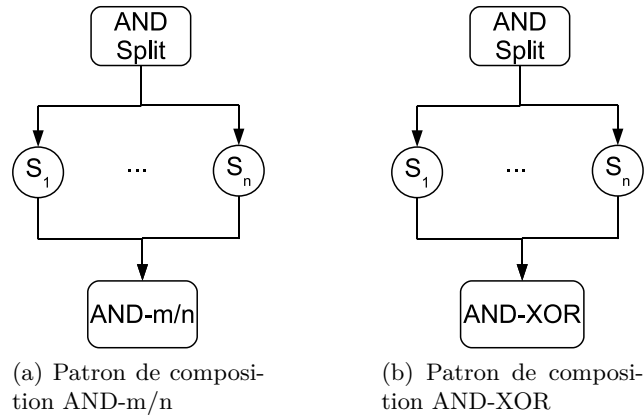 AND
Split
S1
...
Sn
AND-m/n
(a) Patron de composi-
tion AND-m/n
AND
Split
S1
...
Sn
AND-XOR
(b) Patron de composi-
tion AND-XOR